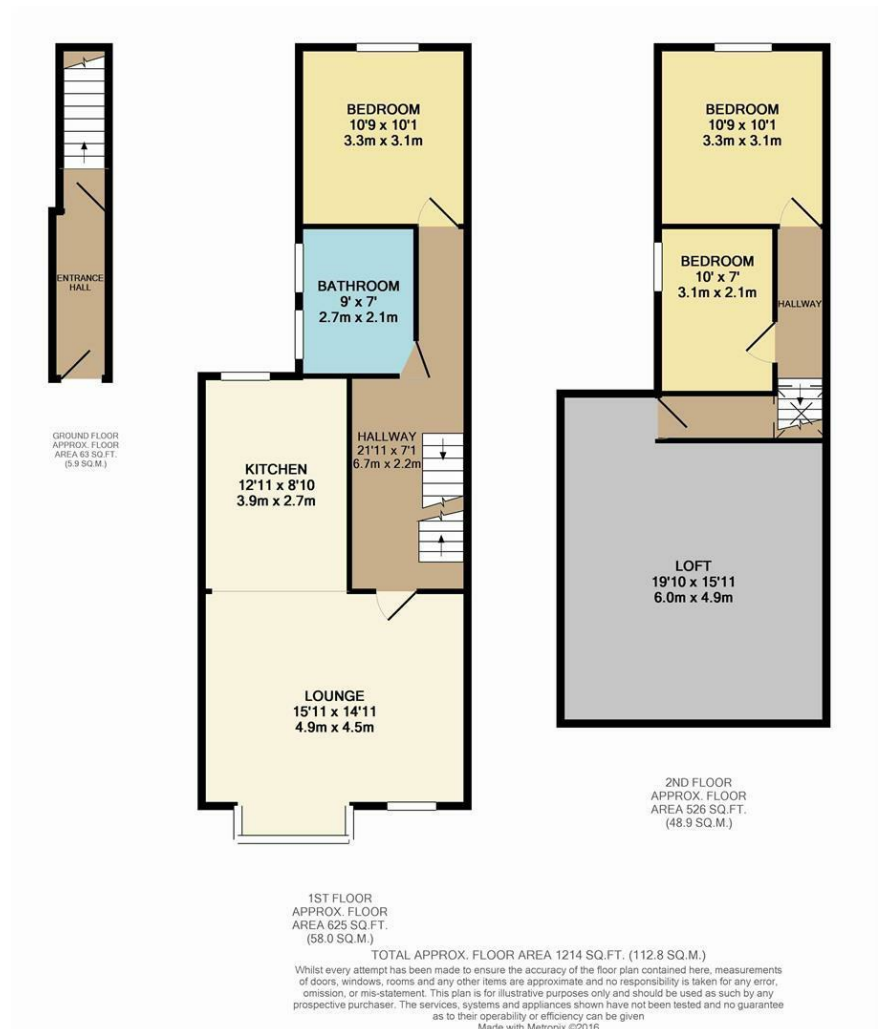 ENTRANCE
HALL
GROUND FLOOR
APPROX. FLOOR
AREA 63 SQ.FT.
(5.9 SQ.M.)
BEDROOM
10'9 x 10'1
3.3m x 3.1m
BATHROOM
9' x 7'
2.7m x 2.1m
HALLWAY
21'11 x 7'1
6.7m x 2.2m
KITCHEN
12'11 x 8'10
3.9m x 2.7m
LOUNGE
15'11 x 14'11
4.9m x 4.5m
1ST FLOOR
APPROX. FLOOR
AREA 625 SQ.FT.
(58.0 SQ.M.)
BEDROOM
10'9 x 10'1
3.3m x 3.1m
BEDROOM
10' x 7'
3.1m x 2.1m
HALLWAY
LOFT
19'10 x 15'11
6.0m x 4.9m
2ND FLOOR
APPROX. FLOOR
AREA 526 SQ.FT.
(48.9 SQ.M.)
TOTAL APPROX. FLOOR AREA 1214 SQ.FT. (112.8 SQ.M.)
Whilst every attempt has been made to ensure the accuracy of the floor plan contained here, measurements
of doors, windows, rooms and any other items are approximate and no responsibility is taken for any error,
omission, or mis-statement. This plan is for illustrative purposes only and should be used as such by any
prospective purchaser. The services, systems and appliances shown have not been tested and no guarantee
as to their operability or efficiency can be given
Made with Metropix ©2016